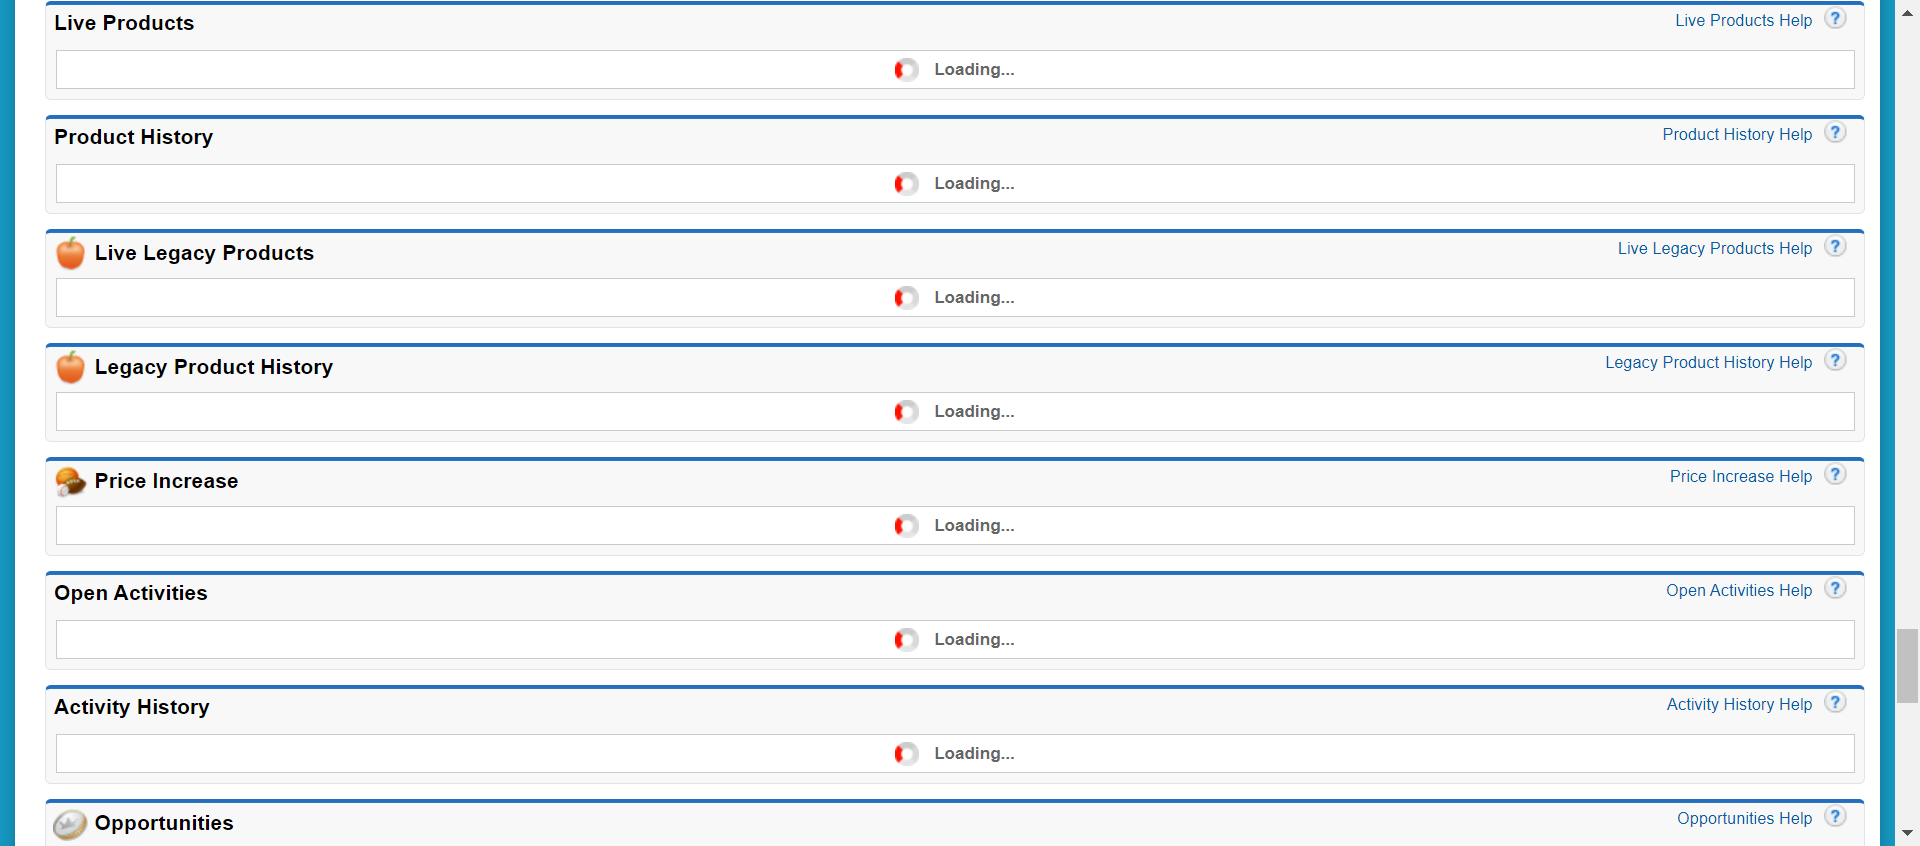 Live Products
Live Products Help ?
Loading...
Product History
Product History Help ?
Loading...
Live Legacy Products
Live Legacy Products Help ?
Loading...
Legacy Product History
Legacy Product History Help ?
Loading...
Price Increase
Price Increase Help ?
Loading...
Open Activities
Open Activities Help ?
Loading...
Activity History
Activity History Help ?
Loading...
Opportunities
Opportunities Help ?